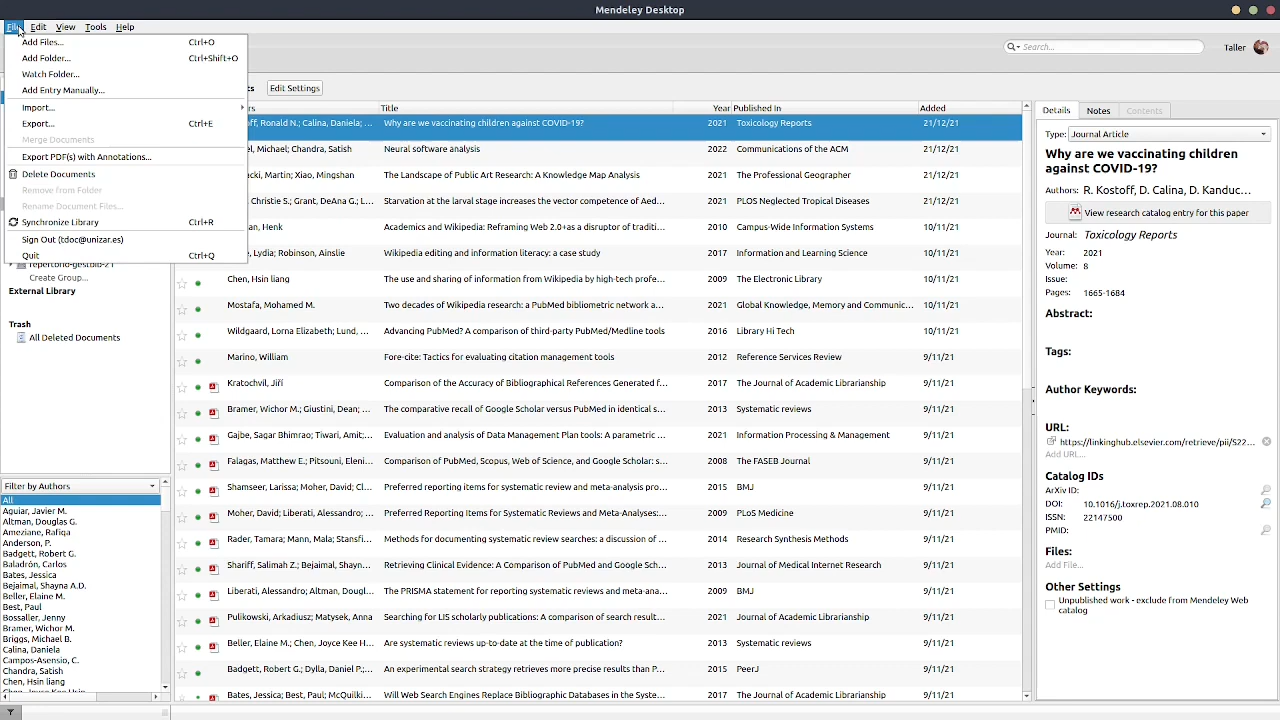 Mendeley Desktop
File Edit View Tools Help
Add Files... Ctrl+O
Add Folder... Ctrl+Shift+O
Watch Folder...
Add Entry Manually...
Import...
Export... Ctrl+E
Merge Documents
Export PDF(s) with Annotations...
Delete Documents
Remove from Folder
Rename Document Files...
Synchronize Library Ctrl+R
Sign Out (tdoc@unizar.es)
Quit Ctrl+Q
Create Group...
External Library
Trash
All Deleted Documents
Filter by Authors
All
Aguiar, Javier M.
Altman, Douglas G.
Ameziane, Rafiqa
Anderson, P.
Badgett, Robert G.
Baladrón, Carlos
Bates, Jessica
Bejaimal, Shayna A.D.
Beller, Elaine M.
Best, Paul
Bossaller, Jenny
Bramer, Wichor M.
Briggs, Michael B.
Calina, Daniela
Campos-Asensio, C.
Chandra, Satish
Chen, Hsin liang
Search...
Taller
Edit Settings
Title Year Published In Added
Ronald N.; Calina, Daniela; ... Why are we vaccinating children against COVID-19? 2021 Toxicology Reports 21/12/21
Michael; Chandra, Satish Neural software analysis 2022 Communications of the ACM 21/12/21
Martin; Xiao, Mingshan The Landscape of Public Art Research: A Knowledge Map Analysis The Professional Geographer 21/12/21
Christie S.; Grant, DeAna G.; L... Starvation at the larval stage increases the vector competence of Aed... PLOS Neglected Tropical Diseases 21/12/21
Henk Academics and Wikipedia: Reframing Web 2.0+as a disruptor of traditi... Campus-Wide Information Systems 10/11/21
Lydia; Robinson, Ainslie Wikipedia editing and information literacy: a case study 2017 Information and Learning Science 10/11/21
Chen, Hsin liang The use and sharing of information from Wikipedia by high-tech profe... 2009 The Electronic Library 10/11/21
Mostafa, Mohamed M. Two decades of Wikipedia research: a PubMed bibliometric network a... 2021 Global Knowledge, Memory and Communic... 10/11/21
Wildgaard, Lorna Elizabeth; Lund, ... Advancing PubMed? A comparison of third-party PubMed/Medline tools 2016 Library Hi Tech 10/11/21
Marino, William Fore-cite: Tactics for evaluating citation management tools 2012 Reference Services Review 9/11/21
Kratochvíl, Jiří Comparison of the Accuracy of Bibliographical References Generated f... 2017 The Journal of Academic Librarianship 9/11/21
Bramer, Wichor M.; Giustini, Dean; ... The comparative recall of Google Scholar versus PubMed in identical s... 2013 Systematic reviews 9/11/21
Gajbe, Sagar Bhimrao; Tiwari, Amit;... Evaluation and analysis of Data Management Plan tools: A parametric ... 2021 Information Processing & Management 9/11/21
Falagas, Matthew E.; Pitsouni, Eleni... Comparison of PubMed, Scopus, Web of Science, and Google Scholar: s... 2008 The FASEB Journal 9/11/21
Shamseer, Larissa; Moher, David; Cl... Preferred reporting items for systematic review and meta-analysis pro... 2015 BMJ 9/11/21
Moher, David; Liberati, Alessandro; ... Preferred Reporting Items for Systematic Reviews and Meta-Analyses:... 2009 PLoS Medicine 9/11/21
Rader, Tamara; Mann, Mala; Stansfi... Methods for documenting systematic review searches: a discussion of ... 2014 Research Synthesis Methods 9/11/21
Shariff, Salimah Z.; Bejaimal, Shayn... Retrieving Clinical Evidence: A Comparison of PubMed and Google Sch... 2013 Journal of Medical Internet Research 9/11/21
Liberati, Alessandro; Altman, Dougl... The PRISMA statement for reporting systematic reviews and meta-ana... 2009 BMJ 9/11/21
Pulikowski, Arkadiusz; Matysek, Anna Searching for LIS scholarly publications: A comparison of search result... 2021 Journal of Academic Librarianship 9/11/21
Beller, Elaine M.; Chen, Joyce Kee H... Are systematic reviews up-to-date at the time of publication? 2013 Systematic reviews 9/11/21
Badgett, Robert G.; Dylla, Daniel P.;... An experimental search strategy retrieves more precise results than P... 2015 PeerJ 9/11/21
Bates, Jessica; Best, Paul; McQuilki... Will Web Search Engines Replace Bibliographic Databases in the Syste... 2017 The Journal of Academic Librarianship 9/11/21
Details Notes Contents
Type: Journal Article
Why are we vaccinating children
against COVID-19?
Authors: R. Kostoff, D. Calina, D. Kanduc...
View research catalog entry for this paper
Journal: Toxicology Reports
Year: 2021
Volume: 8
Issue:
Pages: 1665-1684
Abstract:
Tags:
Author Keywords:
URL:
https://linkinghub.elsevier.com/retrieve/pii/S22...
Add URL...
Catalog IDs
ArXiv ID:
DOI: 10.1016/j.toxrep.2021.08.010
ISSN: 22147500
PMID:
Files:
Add File...
Other Settings
Unpublished work - exclude from Mendeley Web
catalog